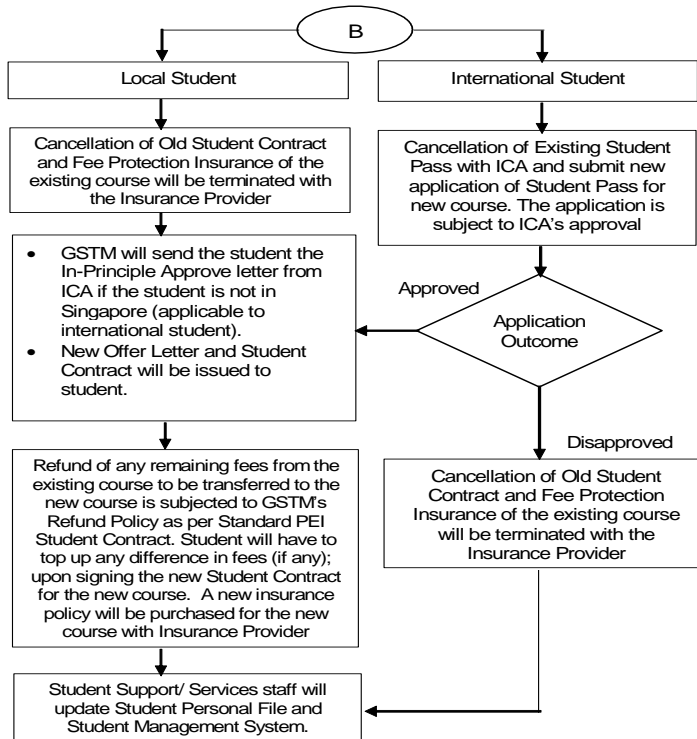 B
Local Student
International Student
Cancellation of Old Student Contract
and Fee Protection Insurance of the
existing course will be terminated with
the Insurance Provider
Cancellation of Existing Student
Pass with ICA and submit new
application of Student Pass for
new course. The application is
subject to ICA's approval
• GSTM will send the student the
In-Principle Approve letter from
ICA if the student is not in
Singapore (applicable to
international student).
• New Offer Letter and Student
Contract will be issued to
student.
Approved
Application
Outcome
Disapproved
Refund of any remaining fees from the
existing course to be transferred to the
new course is subjected to GSTM's
Refund Policy as per Standard PEI
Student Contract. Student will have to
top up any difference in fees (if any);
upon signing the new Student Contract
for the new course. A new insurance
policy will be purchased for the new
course with Insurance Provider
Cancellation of Old Student
Contract and Fee Protection
Insurance of the existing course
will be terminated with the
Insurance Provider
Student Support/ Services staff will
update Student Personal File and
Student Management System.